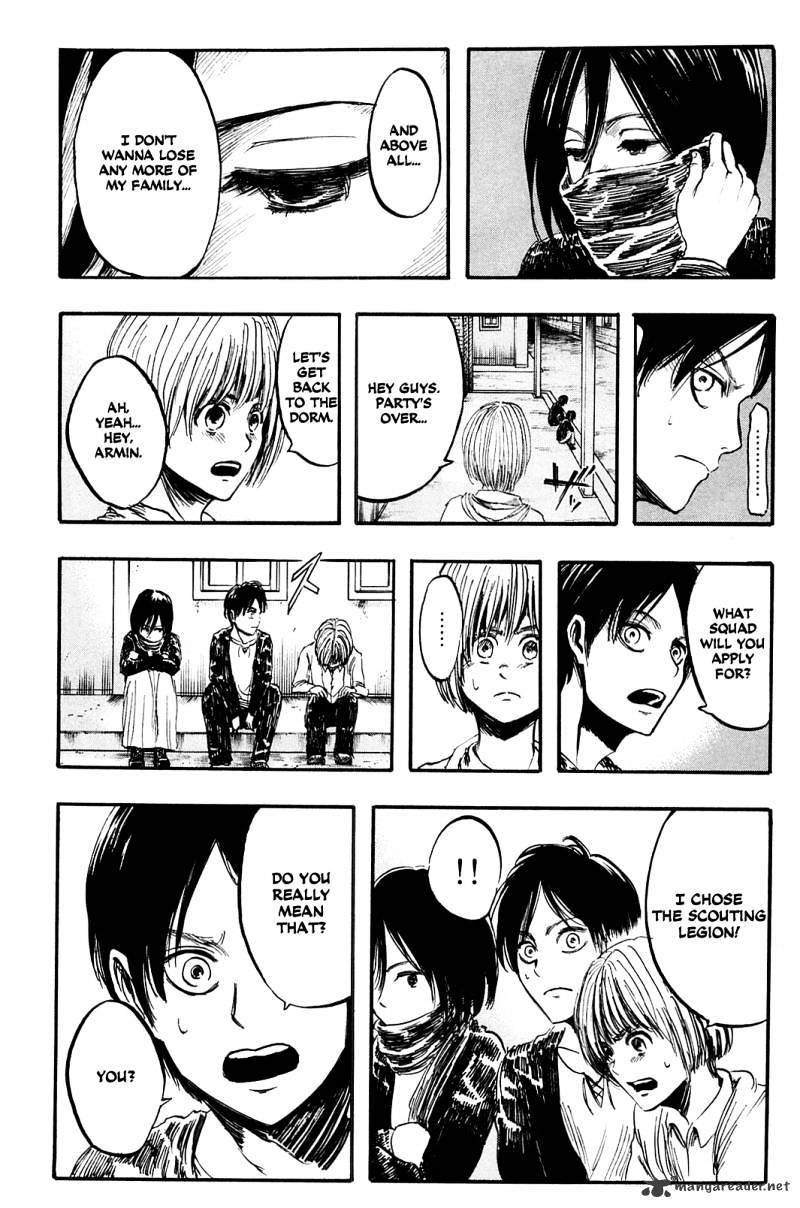 AND
ABOVE
ALL...
I DON'T
WANNA LOSE
ANY MORE OF
MY FAMILY...
.........
HEY GUYS.
PARTY'S
OVER...
LET'S
GET
BACK
TO THE
DORM.
AH,
YEAH...
HEY,
ARMIN.
WHAT
SQUAD
WILL YOU
APPLY
FOR?
......
I CHOSE
THE SCOUTING
LEGION!
!!
DO YOU
REALLY
MEAN
THAT?
YOU?
mangareader.net